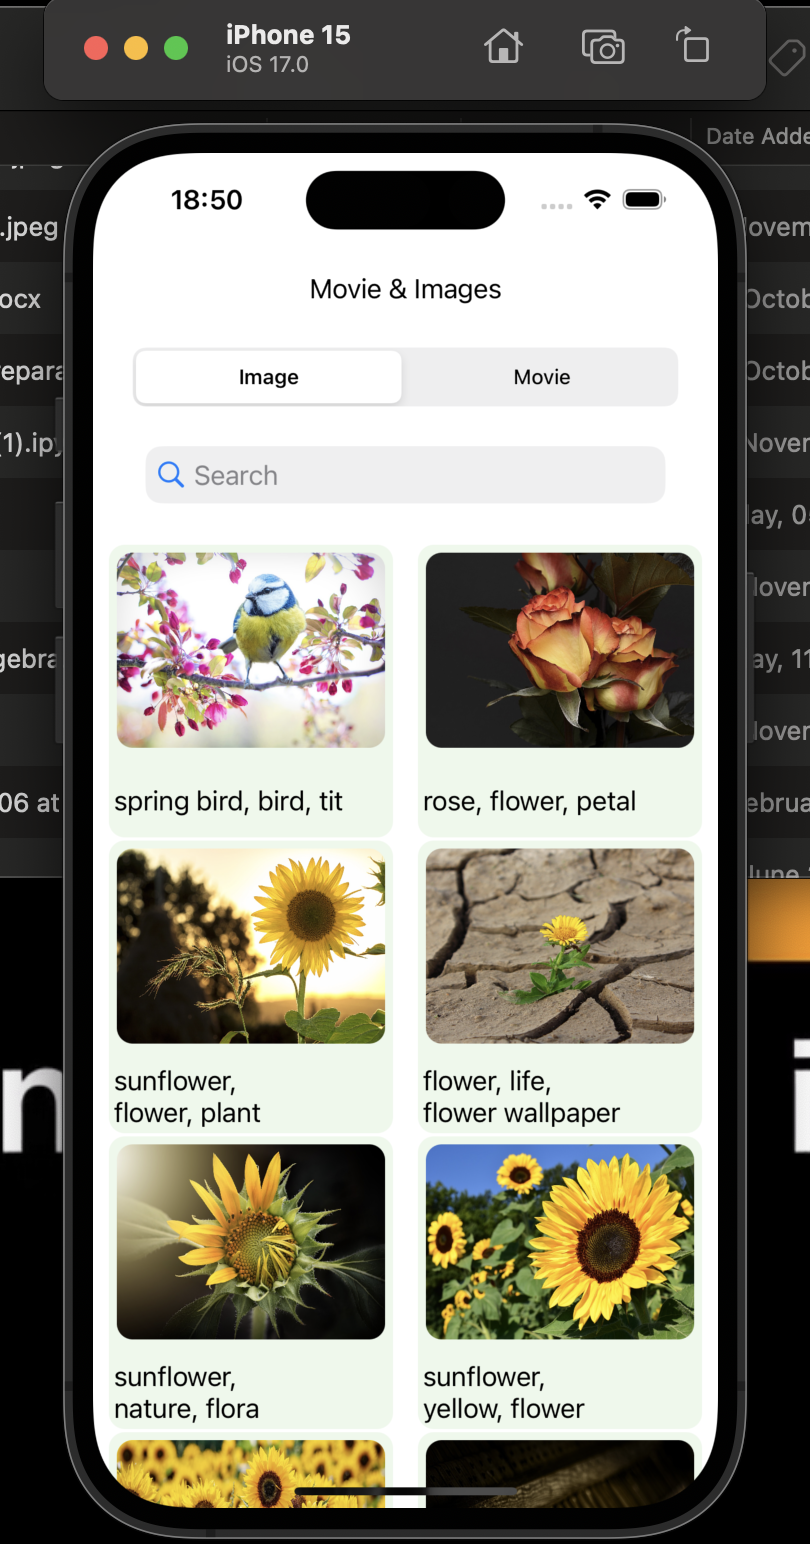 iPhone 15
iOS 17.0
Date Adde
.jpeg
ocx
(1).ipy
06 at
18:50
Movie & Images
Image
Movie
Search
spring bird, bird, tit
rose, flower, petal
sunflower,
flower, plant
flower, life,
flower wallpaper
sunflower,
nature, flora
sunflower,
yellow, flower
n
i